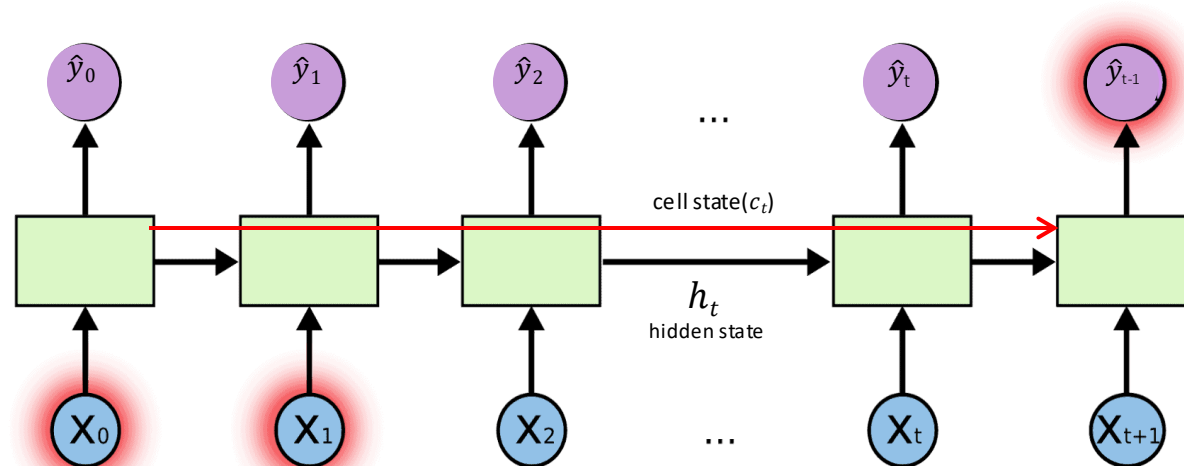 ŷ₀ ŷ₁ ŷ₂ ŷₜ ŷₜ₋₁
...
cell state(cₜ)
hₜ
hidden state
X₀ X₁ X₂ ... Xₜ Xₜ₊₁